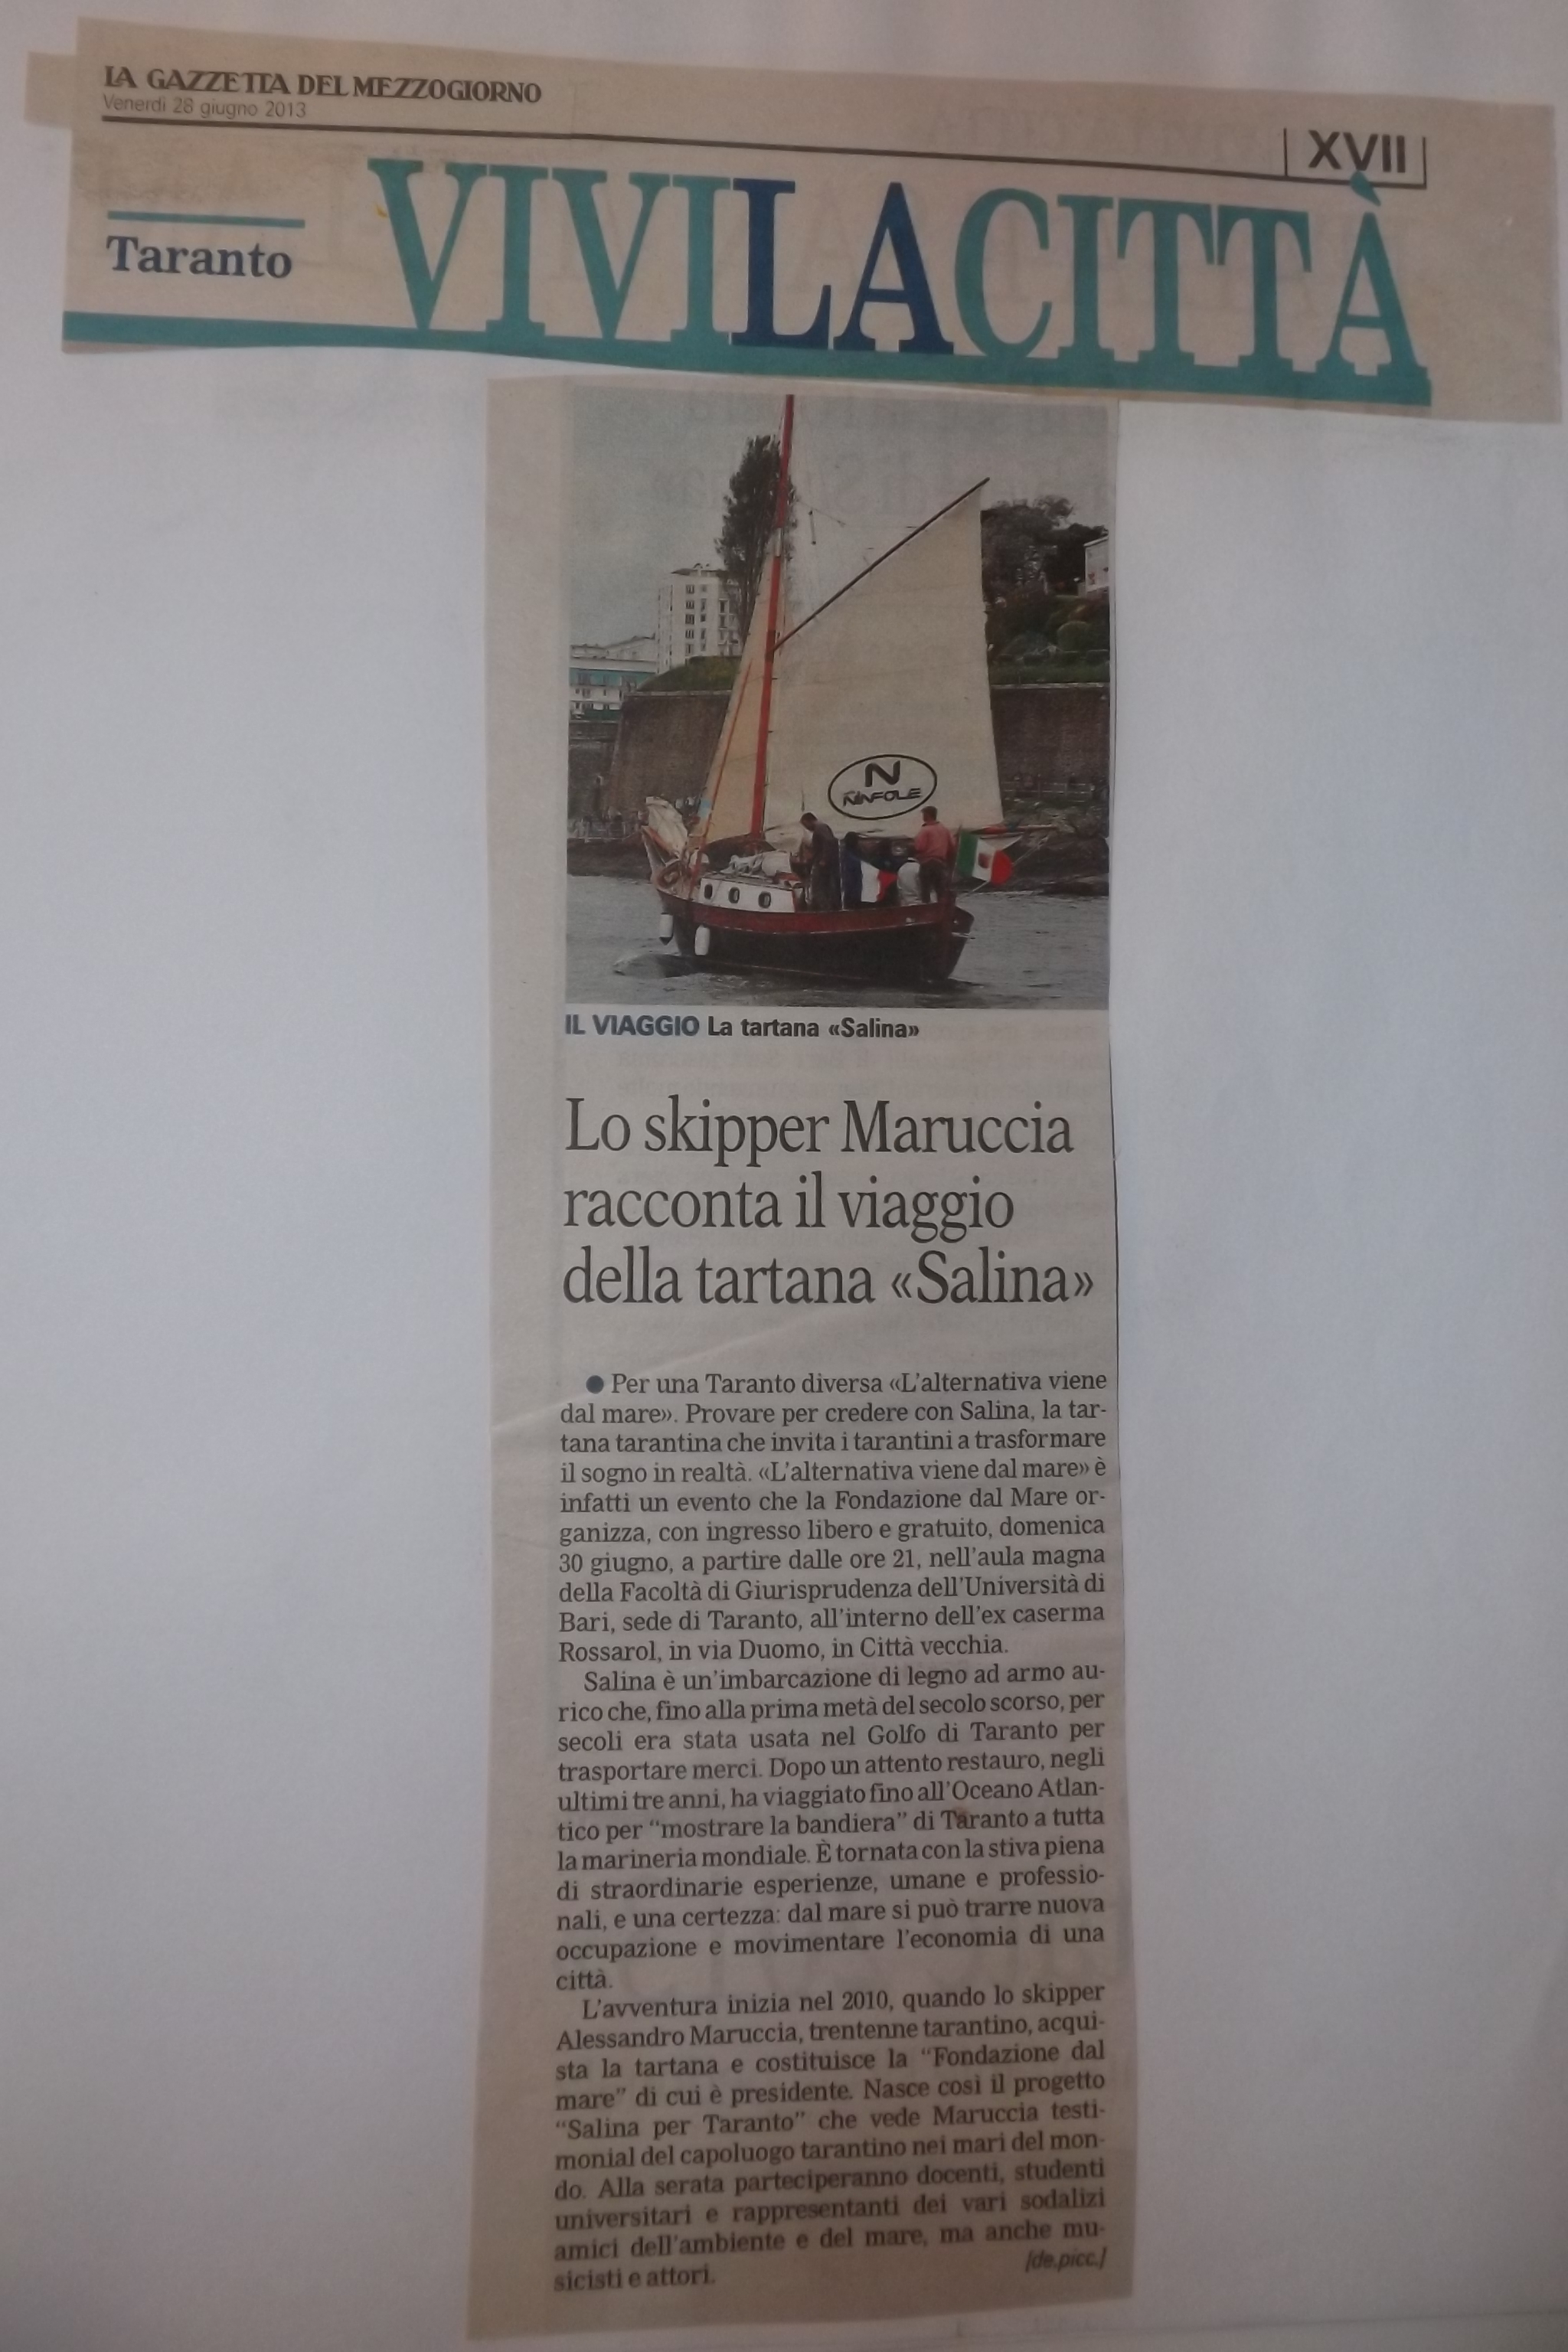 LA GAZZETTA DEL MEZZOGIORNO
Venerdì 28 giugno 2013
XVII
Taranto
VIVILACITTÀ
N
NINFOLE
IL VIAGGIO La tartana «Salina»
Lo skipper Maruccia
racconta il viaggio
della tartana «Salina»
● Per una Taranto diversa «L'alternativa viene
dal mare». Provare per credere con Salina, la tar-
tana tarantina che invita i tarantini a trasformare
il sogno in realtà. «L'alternativa viene dal mare» è
infatti un evento che la Fondazione dal Mare or-
ganizza, con ingresso libero e gratuito, domenica
30 giugno, a partire dalle ore 21, nell'aula magna
della Facoltà di Giurisprudenza dell'Università di
Bari, sede di Taranto, all'interno dell'ex caserma
Rossarol, in via Duomo, in Città vecchia.
Salina è un'imbarcazione di legno ad armo au-
rico che, fino alla prima metà del secolo scorso, per
secoli era stata usata nel Golfo di Taranto per
trasportare merci. Dopo un attento restauro, negli
ultimi tre anni, ha viaggiato fino all'Oceano Atlan-
tico per “mostrare la bandiera” di Taranto a tutta
la marineria mondiale. È tornata con la stiva piena
di straordinarie esperienze, umane e professio-
nali, e una certezza: dal mare si può trarre nuova
occupazione e movimentare l'economia di una
città.
L'avventura inizia nel 2010, quando lo skipper
Alessandro Maruccia, trentenne tarantino, acqui-
sta la tartana e costituisce la “Fondazione dal
mare” di cui è presidente. Nasce così il progetto
“Salina per Taranto” che vede Maruccia testi-
monial del capoluogo tarantino nei mari del mon-
do. Alla serata parteciperanno docenti, studenti
universitari e rappresentanti dei vari sodalizi
amici dell'ambiente e del mare, ma anche mu-
sicisti e attori.
[de.picc.]